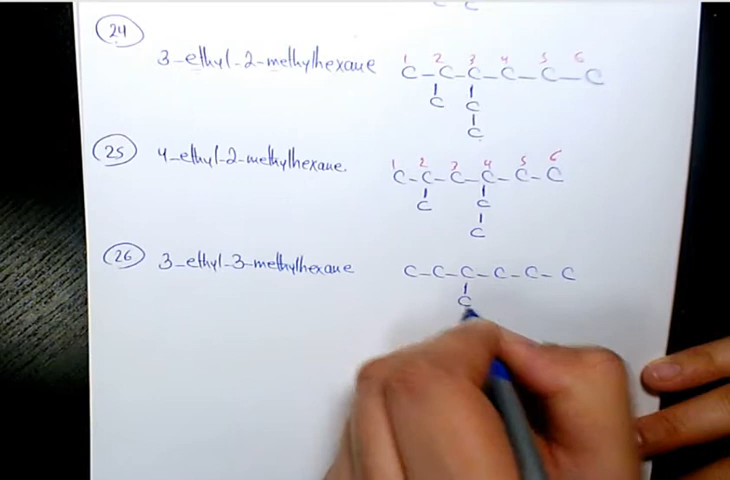 C C
24
3-ethyl-2-methylhexane
1 2 3 4 5 6
C-C-C-C-C-C
C C
C
25
4-ethyl-2-methylhexane.
1 2 3 4 5 6
C-C-C-C-C-C
C C
C
26
3-ethyl-3-methylhexane
C-C-C-C-C-C
C